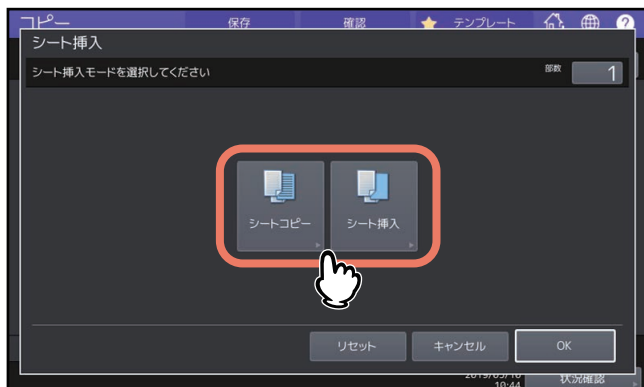 コピー 保存 確認 テンプレート ?
シート挿入
シート挿入モードを選択してください 部数 1
シートコピー シート挿入
リセット キャンセル OK
10:44 状況確認